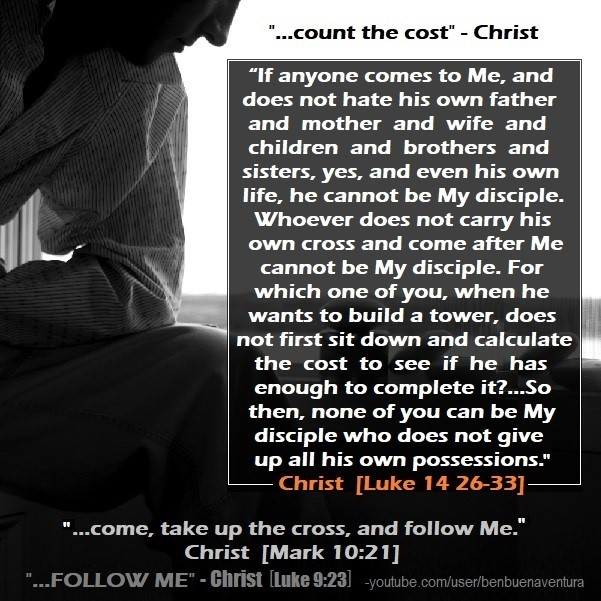 "...count the cost" - Christ
“If anyone comes to Me, and
does not hate his own father
and mother and wife and
children and brothers and
sisters, yes, and even his own
life, he cannot be My disciple.
Whoever does not carry his
own cross and come after Me
cannot be My disciple. For
which one of you, when he
wants to build a tower, does
not first sit down and calculate
the cost to see if he has
enough to complete it?...So
then, none of you can be My
disciple who does not give
up all his own possessions."
Christ [Luke 14 26-33]
"...come, take up the cross, and follow Me."
Christ [Mark 10:21]
"...FOLLOW ME" - Christ [Luke 9:23] -youtube.com/user/benbuenaventura